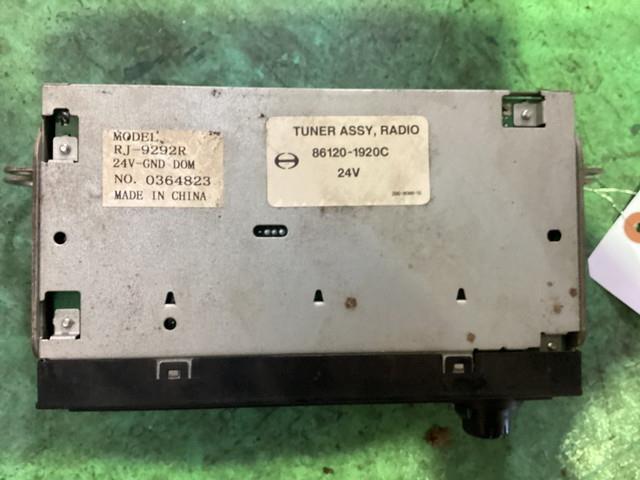 MODEL
RJ-9292R
24V-GND DOM
NO. 0364823
MADE IN CHINA
TUNER ASSY, RADIO
86120-1920C
24V